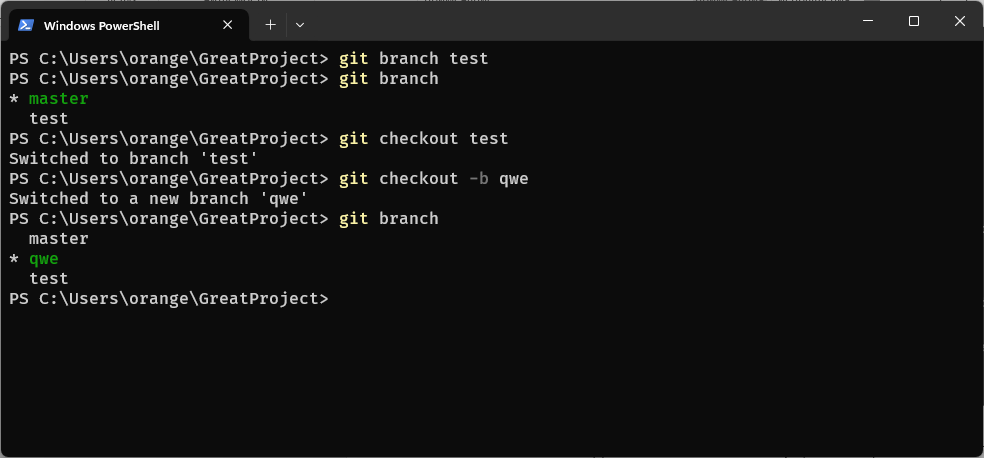 Windows PowerShell
PS C:\Users\orange\GreatProject> git branch test
PS C:\Users\orange\GreatProject> git branch
* master
  test
PS C:\Users\orange\GreatProject> git checkout test
Switched to branch 'test'
PS C:\Users\orange\GreatProject> git checkout -b qwe
Switched to a new branch 'qwe'
PS C:\Users\orange\GreatProject> git branch
  master
* qwe
  test
PS C:\Users\orange\GreatProject>